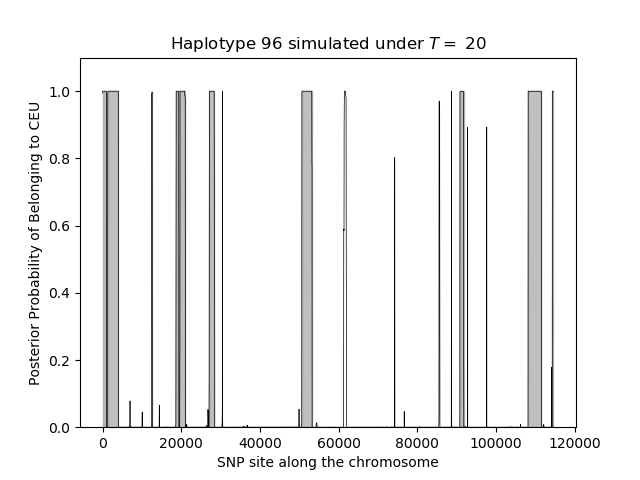 Haplotype 96 simulated under T = 20
Posterior Probability of Belonging to CEU
1.0
0.8
0.6
0.4
0.2
0.0
0 20000 40000 60000 80000 100000 120000
SNP site along the chromosome